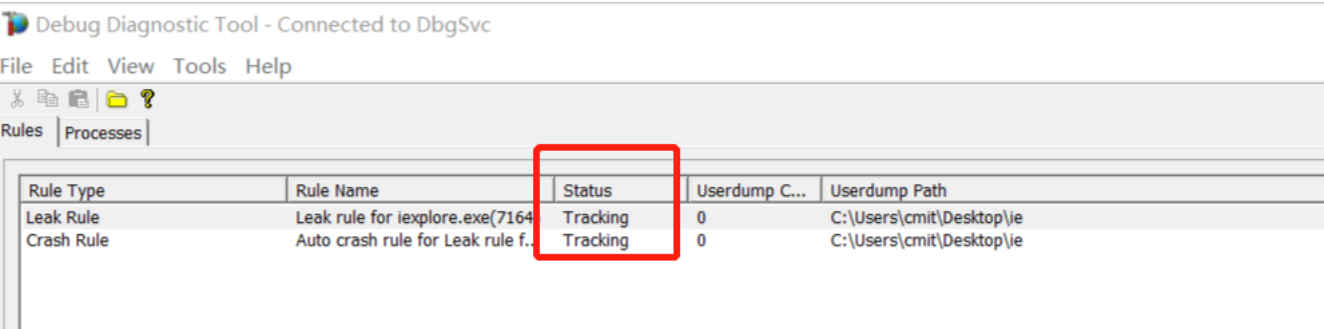 Debug Diagnostic Tool - Connected to DbgSvc
File Edit View Tools Help
Rules Processes
Rule Type Rule Name Status Userdump C... Userdump Path
Leak Rule Leak rule for iexplore.exe(7164) Tracking 0 C:\Users\cmit\Desktop\ie
Crash Rule Auto crash rule for Leak rule f... Tracking 0 C:\Users\cmit\Desktop\ie